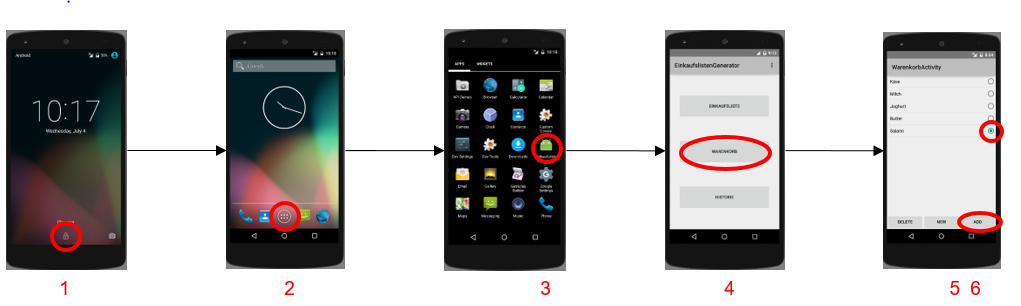 Android
10:17
Wednesday, July 4
1
10:18
Google
2
10:18
APPS WIDGETS
API Demos Browser Calculator Calendar
Camera Clock Contacts Custom Locale
Dev Settings Dev Tools Downloads
Email Gallery Gestures Builder Google Settings
Maps Messaging Music Phone
3
EinkaufslistenGenerator
EINKAUFSLISTE
WARENKORB
HISTORIE
4
WarenkorbActivity
Käse
Milch
Joghurt
Butter
Salami
DELETE NEW ADD
5 6